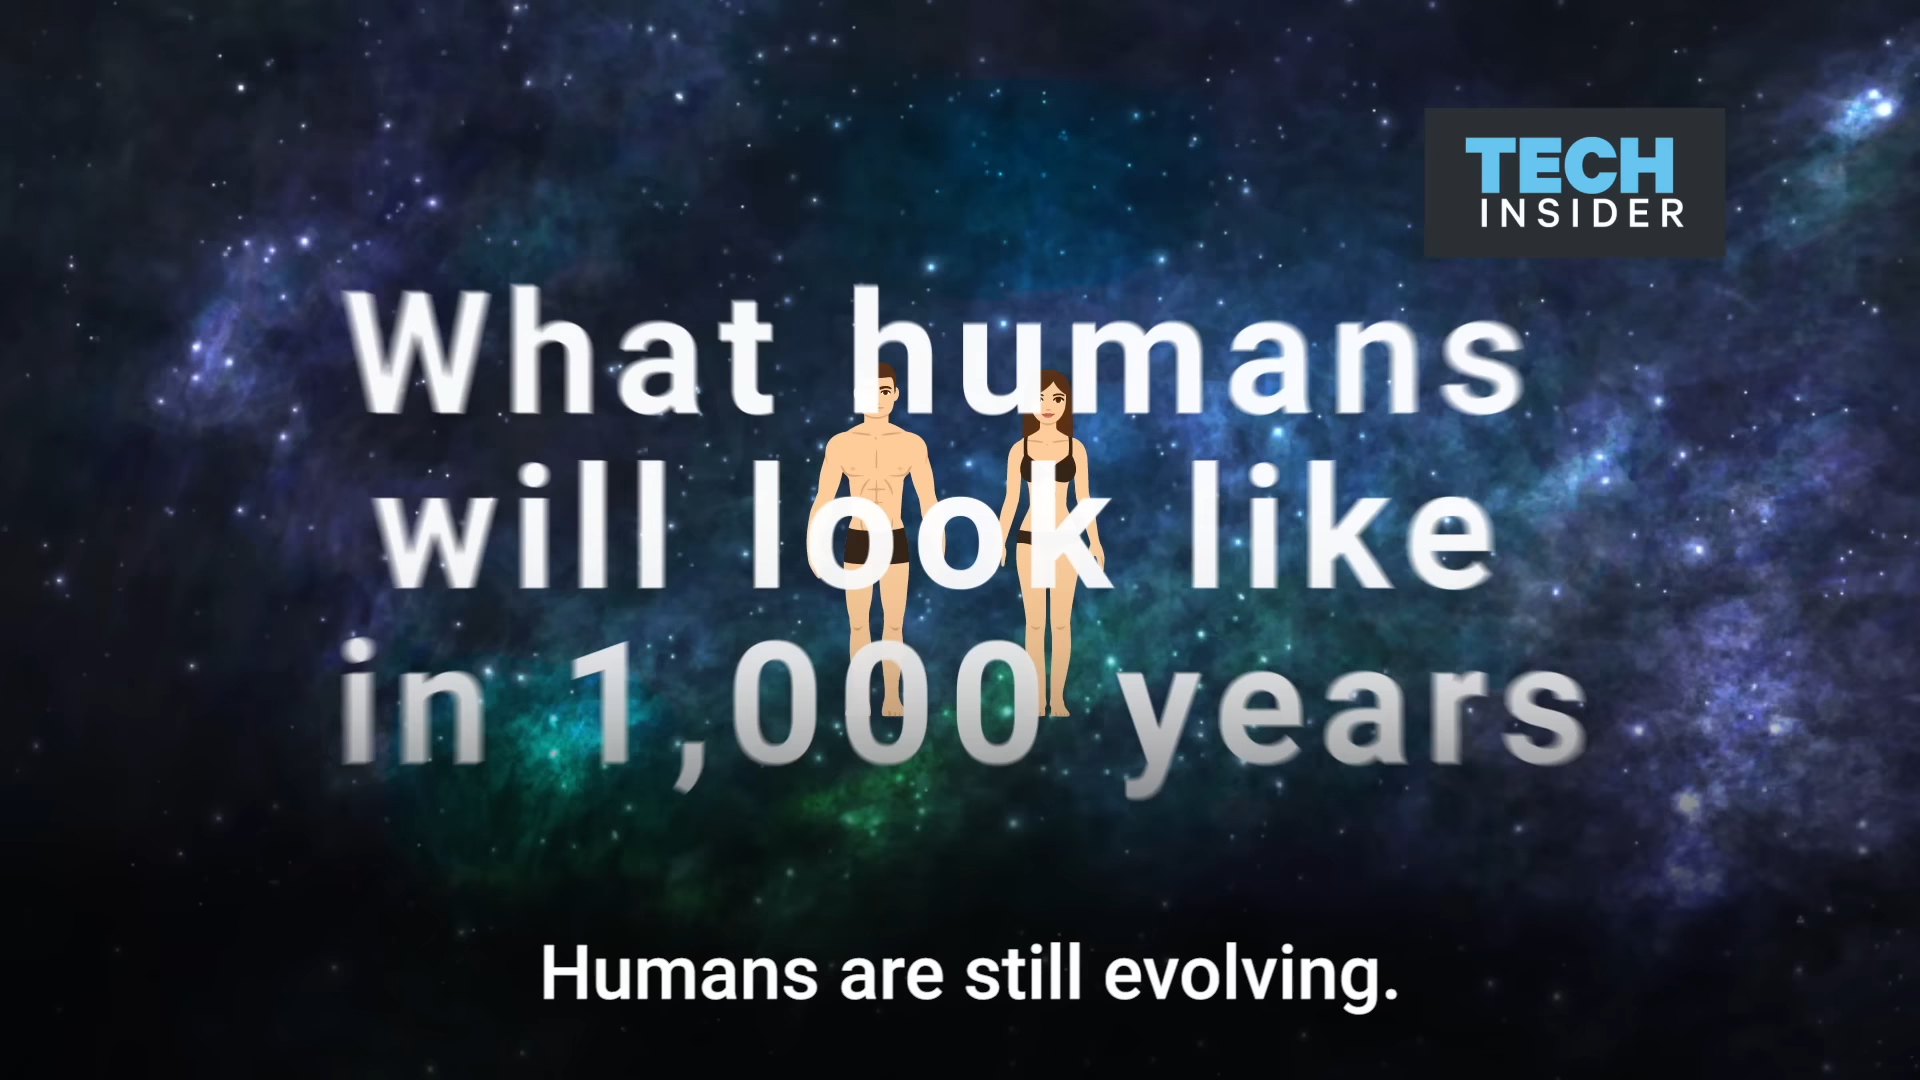 TECH
INSIDER
What humans
will look like
in 1,000 years
Humans are still evolving.